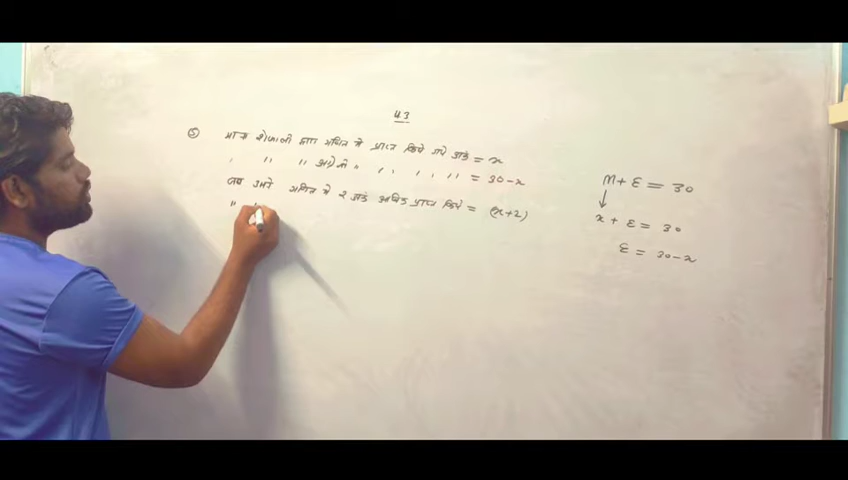 4.3
⑤ माना शेफाली द्वारा गणित में प्राप्त किये गये अंक = x
" " " अंग्रेजी " " " " " = 30-x
जब उसने गणित में 2 अंक अधिक प्राप्त किये = (x+2)
" "
M + E = 30
↓
x + E = 30
E = 30-x